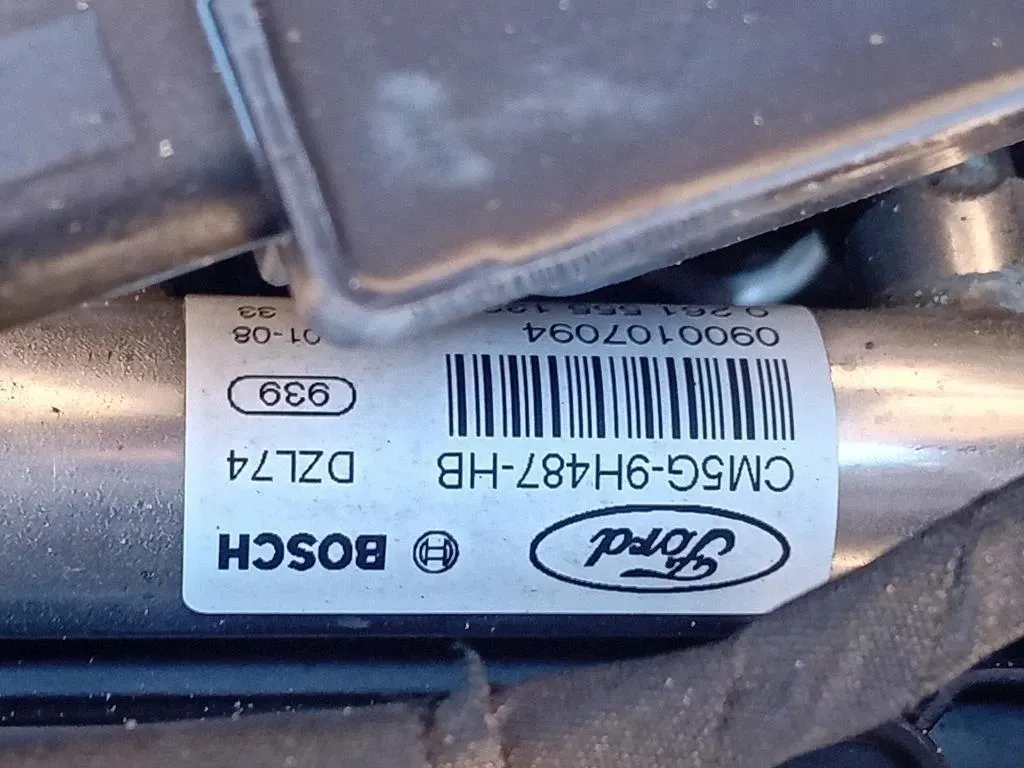 Ford BOSCH
CM5G-9H487-HB DZL74
939
0900107094 01-08
33